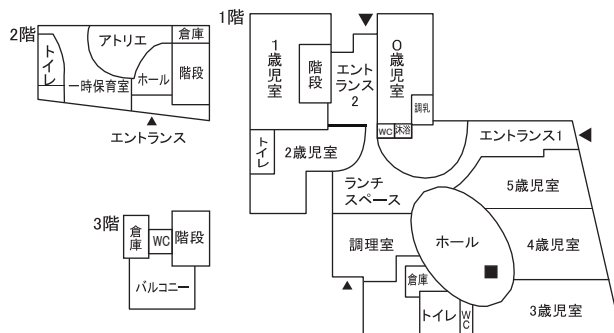 2階
アトリエ
倉庫
トイレ
一時保育室
ホール
階段
エントランス
3階
倉庫
WC
階段
バルコニー
1階
1歳児室
階段
エント
ランス
2
0歳児室
調乳
WC
沐浴
トイレ
2歳児室
エントランス1
ランチ
スペース
5歳児室
調理室
ホール
4歳児室
倉庫
トイレ
WC
3歳児室